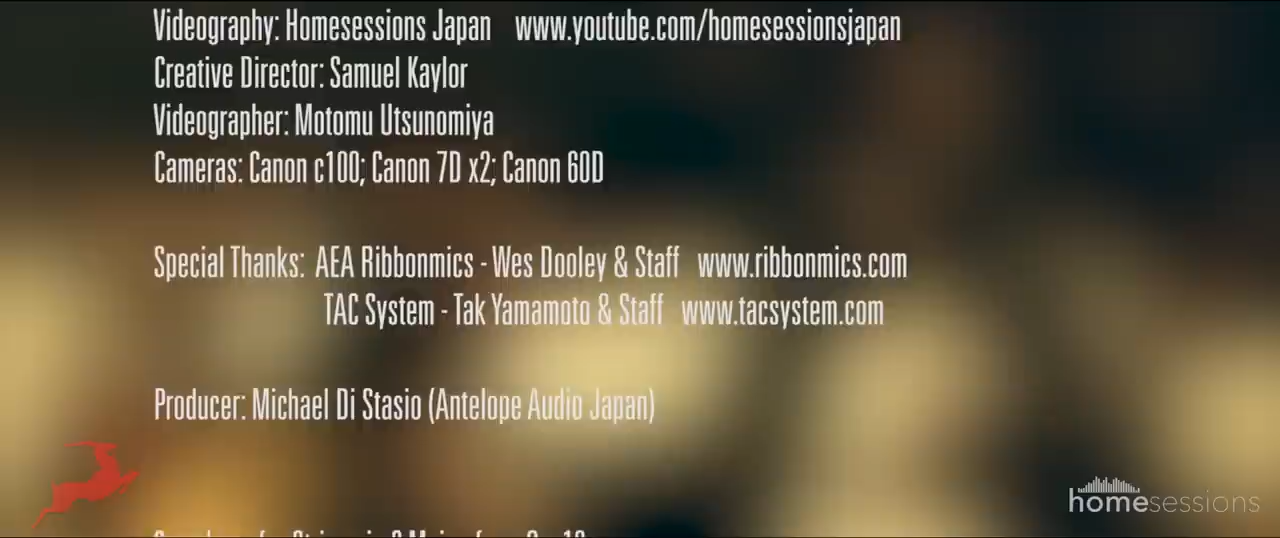 Videography: Homesessions Japan www.youtube.com/homesessionsjapan
Creative Director: Samuel Kaylor
Videographer: Motomu Utsunomiya
Cameras: Canon c100; Canon 7D x2; Canon 60D
Special Thanks: AEA Ribbonmics - Wes Dooley & Staff www.ribbonmics.com
TAC System - Tak Yamamoto & Staff www.tacsystem.com
Producer: Michael Di Stasio (Antelope Audio Japan)
homesessions